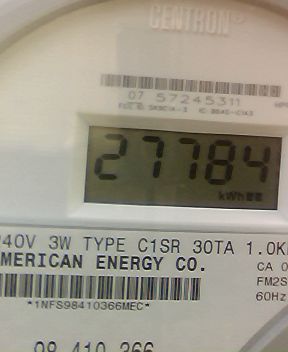 CENTRON®
07 57245311
27784
kWh
240V 3W TYPE C1SR 30TA 1.0K
AMERICAN ENERGY CO.
CA 0
FM2S
60Hz
*1NFS98410366MEC*
98 410 366